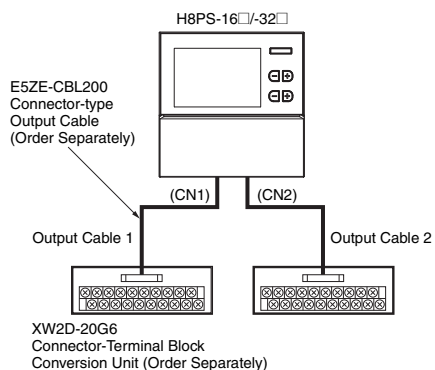 H8PS-16□/-32□
E5ZE-CBL200
Connector-type
Output Cable
(Order Separately)
(CN1)
(CN2)
Output Cable 1
Output Cable 2
XW2D-20G6
Connector-Terminal Block
Conversion Unit (Order Separately)